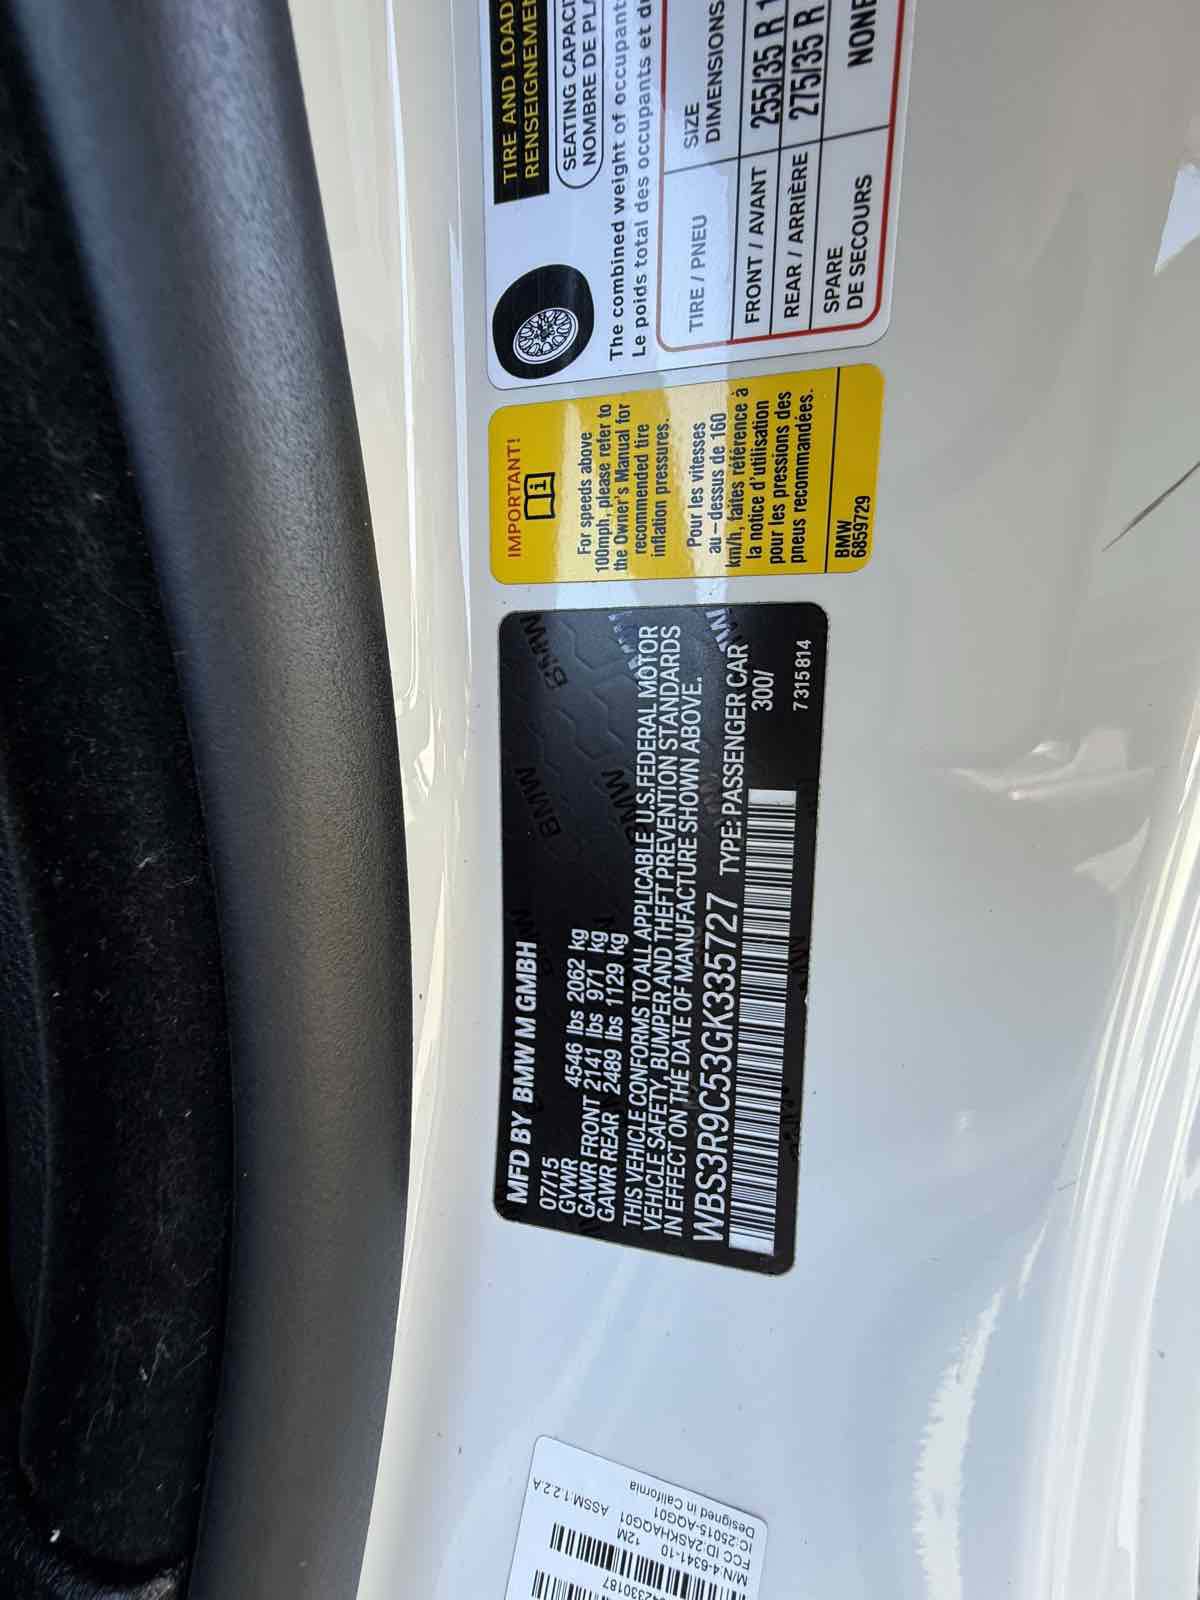 TIRE AND LOAD
RENSEIGNEME
SEATING CAPACI
NOMBRE DE PLA
The combined weight of occupant
Le poids total des occupants et d
TIRE / PNEU
SIZE
DIMENSIONS
FRONT / AVANT 255/35 R 1
REAR / ARRIÈRE 275/35 R
SPARE
DE SECOURS NONE
IMPORTANT!
i
For speeds above
100mph, please refer to
the Owner's Manual for
recommended tire
inflation pressures.
Pour les vitesses
au-dessus de 160
km/h, faites référence à
la notice d'utilisation
pour les pressions des
pneus recommandées.
BMW
6859729
MFD BY BMW M GMBH
07/15
GVWR 4546 lbs 2062 kg
GAWR FRONT 2141 lbs 971 kg
GAWR REAR 2489 lbs 1129 kg
THIS VEHICLE CONFORMS TO ALL APPLICABLE U.S.FEDERAL MOTOR
VEHICLE SAFETY, BUMPER AND THEFT PREVENTION STANDARDS
IN EFFECT ON THE DATE OF MANUFACTURE SHOWN ABOVE.
WBS3R9C53GK335727 TYPE: PASSENGER CAR
300/
7315814
BMW
BMW
BMW
12M
M/N:4-6341-10
FCC ID:2ASKHAQG01 ASSM:1.2.2.A
IC:25015-AQG01
Designed in California